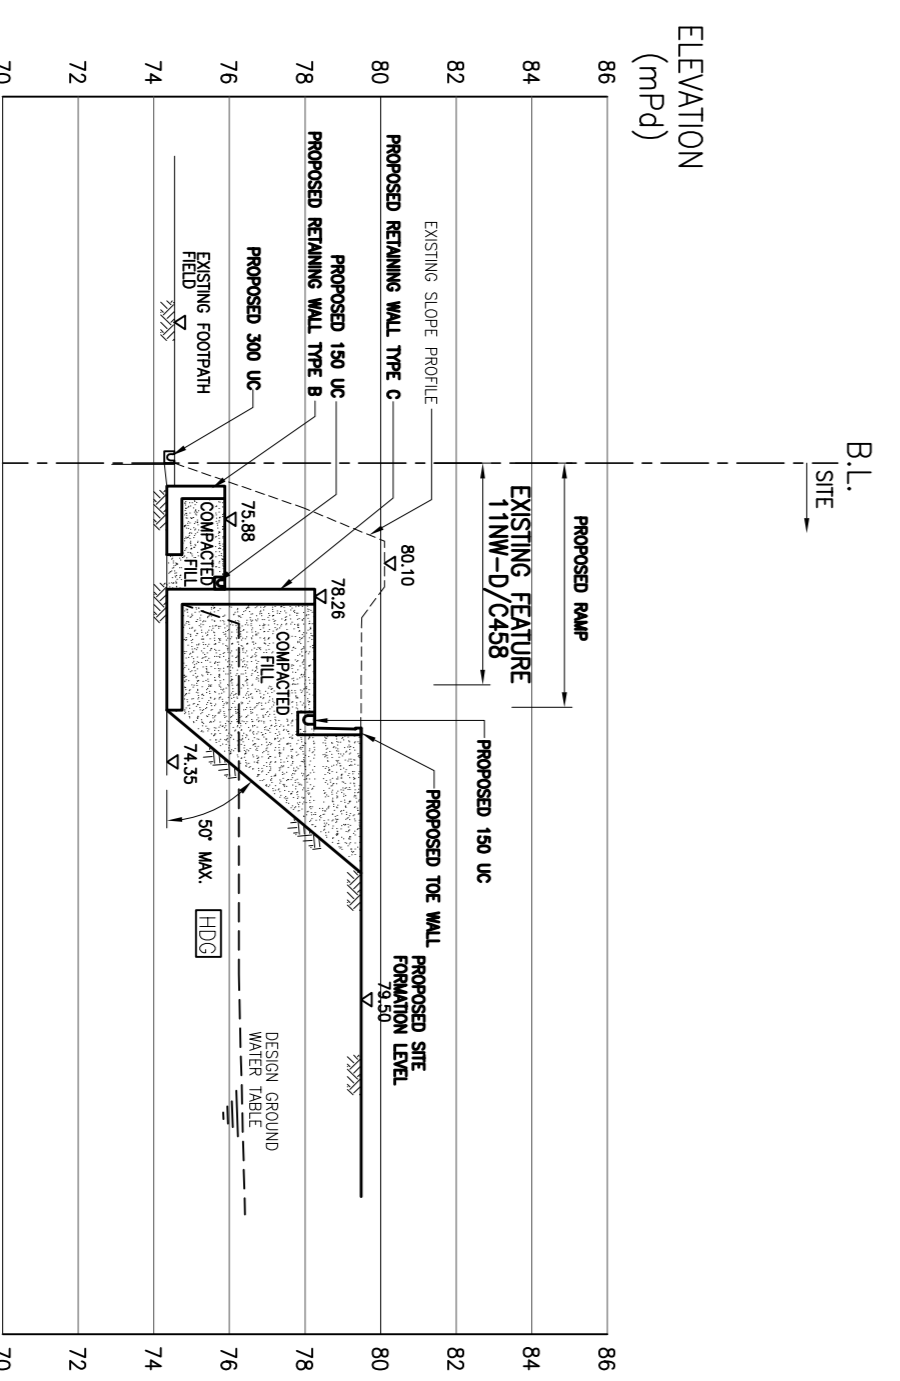 ELEVATION
(mPd)
B.L.
SITE
86
84
82
80
78
76
74
70
PROPOSED RAMP
EXISTING FEATURE
11NW-D/C458
EXISTING SLOPE PROFILE
PROPOSED RETAINING WALL TYPE C
PROPOSED 150 UC
PROPOSED RETAINING WALL TYPE B
PROPOSED 300 UC
EXISTING FOOTPATH
FIELD
80.10
78.26
75.88
COMPACTED
FILL
COMPACTED
FILL
74.35
50° MAX.
HDG
PROPOSED 150 UC
PROPOSED TOE WALL
PROPOSED SITE
FORMATION LEVEL
79.50
DESIGN GROUND
WATER TABLE
86
84
82
80
78
76
74
70